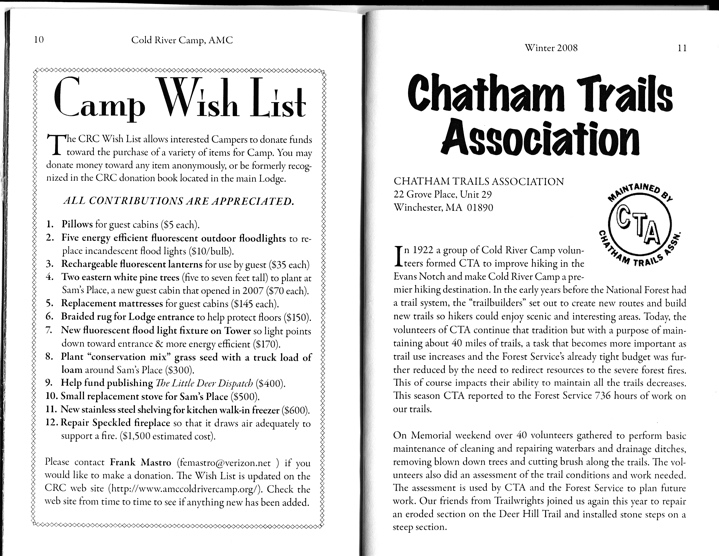 10
Cold River Camp, AMC
Camp Wish List
The CRC Wish List allows interested Campers to donate funds
toward the purchase of a variety of items for Camp. You may
donate money toward any item anonymously, or be formerly recog-
nized in the CRC donation book located in the main Lodge.
ALL CONTRIBUTIONS ARE APPRECIATED.
1. Pillows for guest cabins ($5 each).
2. Five energy efficient fluorescent outdoor floodlights to re-
place incandescent flood lights ($10/bulb).
3. Rechargeable fluorescent lanterns for use by guest ($35 each)
4. Two eastern white pine trees (five to seven feet tall) to plant at
Sam's Place, a new guest cabin that opened in 2007 ($70 each).
5. Replacement mattresses for guest cabins ($145 each).
6. Braided rug for Lodge entrance to help protect floors ($150).
7. New fluorescent flood light fixture on Tower so light points
down toward entrance & more energy efficient ($170).
8. Plant "conservation mix" grass seed with a truck load of
loam around Sam's Place ($300).
9. Help fund publishing The Little Deer Dispatch ($400).
10. Small replacement stove for Sam's Place ($500).
11. New stainless steel shelving for kitchen walk-in freezer ($600).
12. Repair Speckled fireplace so that it draws air adequately to
support a fire. ($1,500 estimated cost).
Please contact Frank Mastro (femastro@verizon.net ) if you
would like to make a donation. The Wish List is updated on the
CRC web site (http://www.amccoldrivercamp.org/). Check the
web site from time to time to see if anything new has been added.
Winter 2008
11
Chatham Trails
Association
CHATHAM TRAILS ASSOCIATION
22 Grove Place, Unit 29
Winchester, MA 01890
MAINTAINED BY
CTA
CHATHAM TRAILS ASSN.
In 1922 a group of Cold River Camp volun-
teers formed CTA to improve hiking in the
Evans Notch and make Cold River Camp a pre-
mier hiking destination. In the early years before the National Forest had
a trail system, the "trailbuilders" set out to create new routes and build
new trails so hikers could enjoy scenic and interesting areas. Today, the
volunteers of CTA continue that tradition but with a purpose of main-
taining about 40 miles of trails, a task that becomes more important as
trail use increases and the Forest Service's already tight budget was fur-
ther reduced by the need to redirect resources to the severe forest fires.
This of course impacts their ability to maintain all the trails decreases.
This season CTA reported to the Forest Service 736 hours of work on
our trails.
On Memorial weekend over 40 volunteers gathered to perform basic
maintenance of cleaning and repairing waterbars and drainage ditches,
removing blown down trees and cutting brush along the trails. The vol-
unteers also did an assessment of the trail conditions and work needed.
The assessment is used by CTA and the Forest Service to plan future
work. Our friends from Trailwrights joined us again this year to repair
an eroded section on the Deer Hill Trail and installed stone steps on a
steep section.